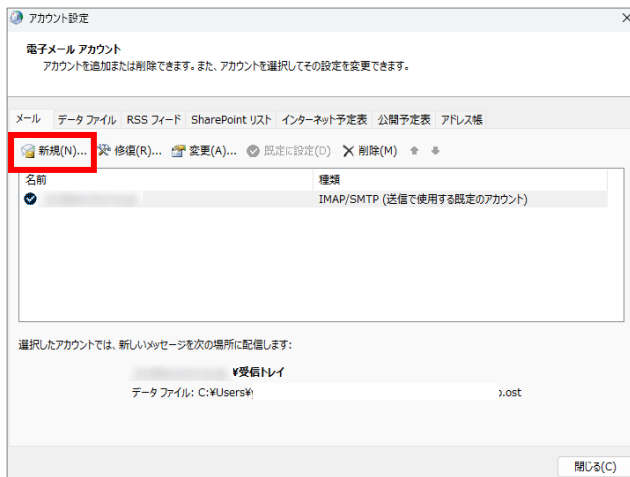 アカウント設定
電子メール アカウント
アカウントを追加または削除できます。また、アカウントを選択してその設定を変更できます。
メール データ ファイル RSS フィード SharePoint リスト インターネット予定表 公開予定表 アドレス帳
新規(N)... 修復(R)... 変更(A)... 既定に設定(D) 削除(M)
名前 種類
IMAP/SMTP (送信で使用する既定のアカウント)
選択したアカウントでは、新しいメッセージを次の場所に配信します:
¥受信トレイ
データ ファイル: C:¥Users¥ .ost
閉じる(C)